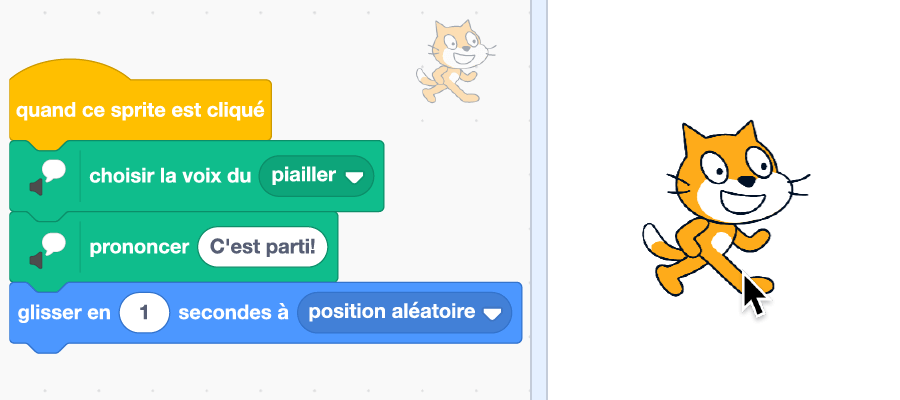 quand ce sprite est cliqué
choisir la voix du piailler
prononcer C'est parti!
glisser en 1 secondes à position aléatoire